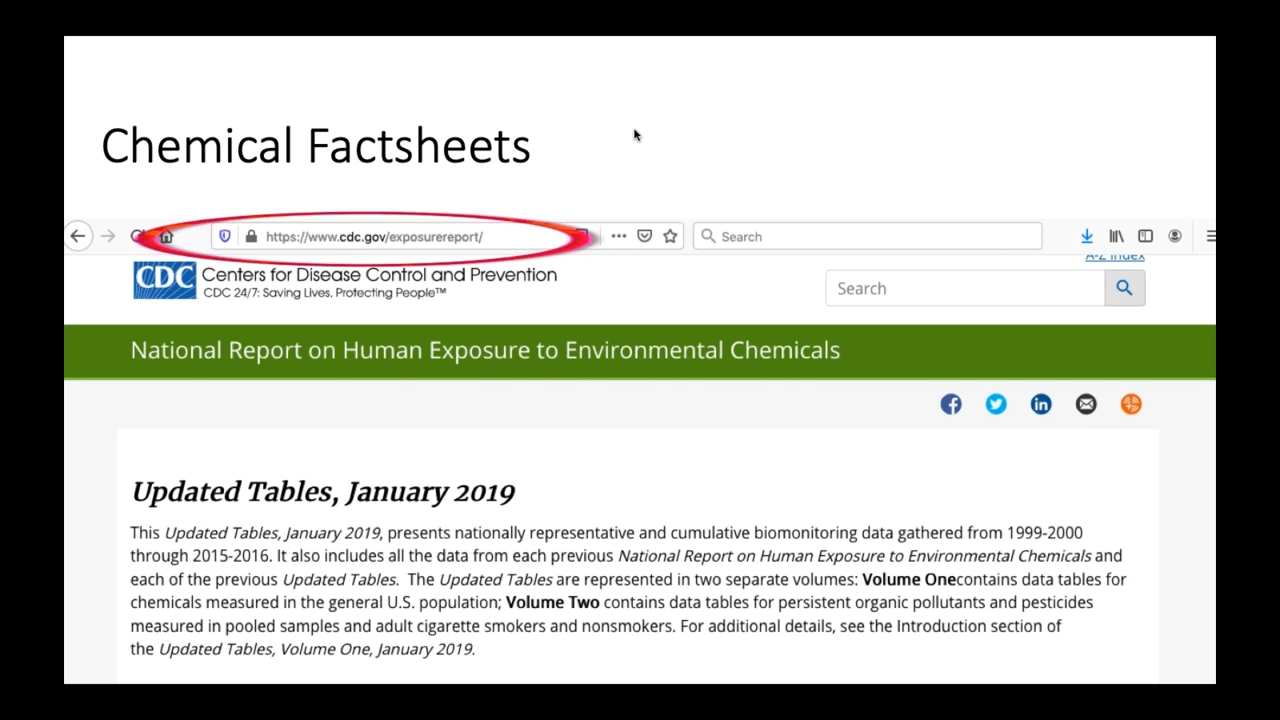 Chemical Factsheets
https://www.cdc.gov/exposurereport/
Search
A-Z Index
CDC
Centers for Disease Control and Prevention
CDC 24/7: Saving Lives, Protecting People™
Search
National Report on Human Exposure to Environmental Chemicals
Updated Tables, January 2019
This Updated Tables, January 2019, presents nationally representative and cumulative biomonitoring data gathered from 1999-2000
through 2015-2016. It also includes all the data from each previous National Report on Human Exposure to Environmental Chemicals and
each of the previous Updated Tables. The Updated Tables are represented in two separate volumes: Volume Onecontains data tables for
chemicals measured in the general U.S. population; Volume Two contains data tables for persistent organic pollutants and pesticides
measured in pooled samples and adult cigarette smokers and nonsmokers. For additional details, see the Introduction section of
the Updated Tables, Volume One, January 2019.